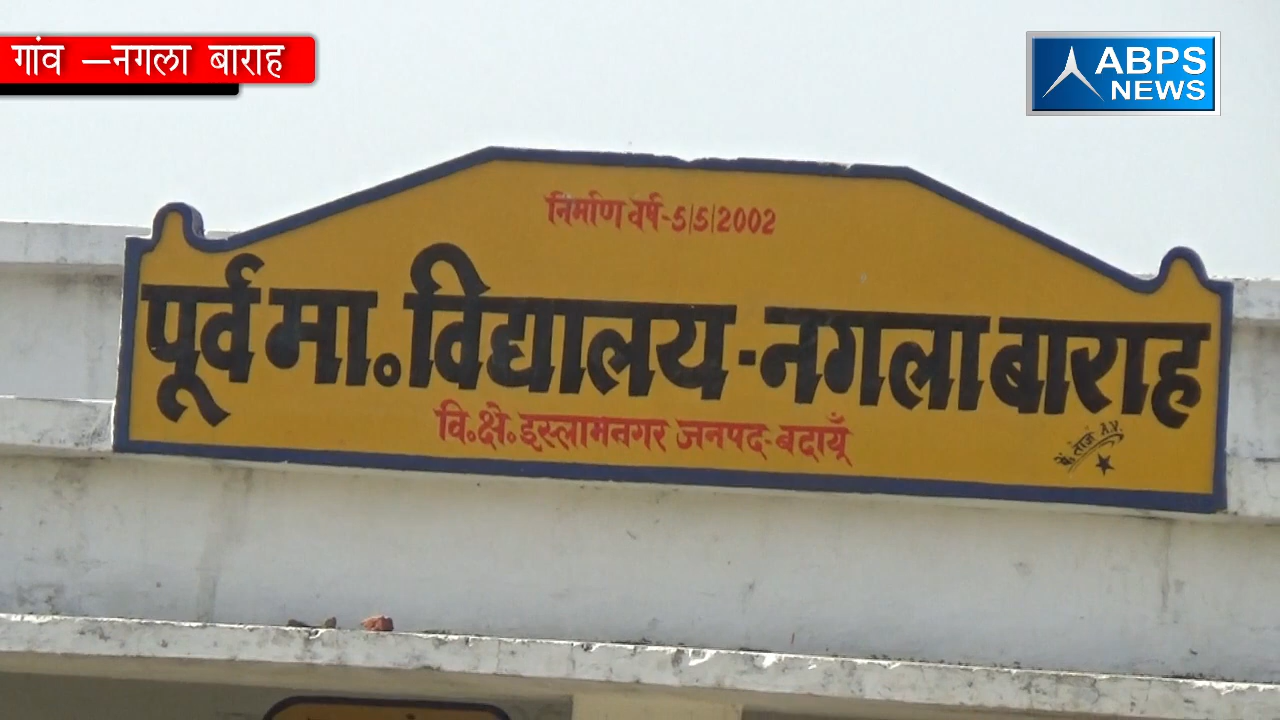 गांव –नगला बाराह
ABPS
NEWS
निर्माण वर्ष-5/5/2002
पूर्व मा. विद्यालय-नगला बाराह
वि.क्षे. इस्लामनगर जनपद-बदायूँ